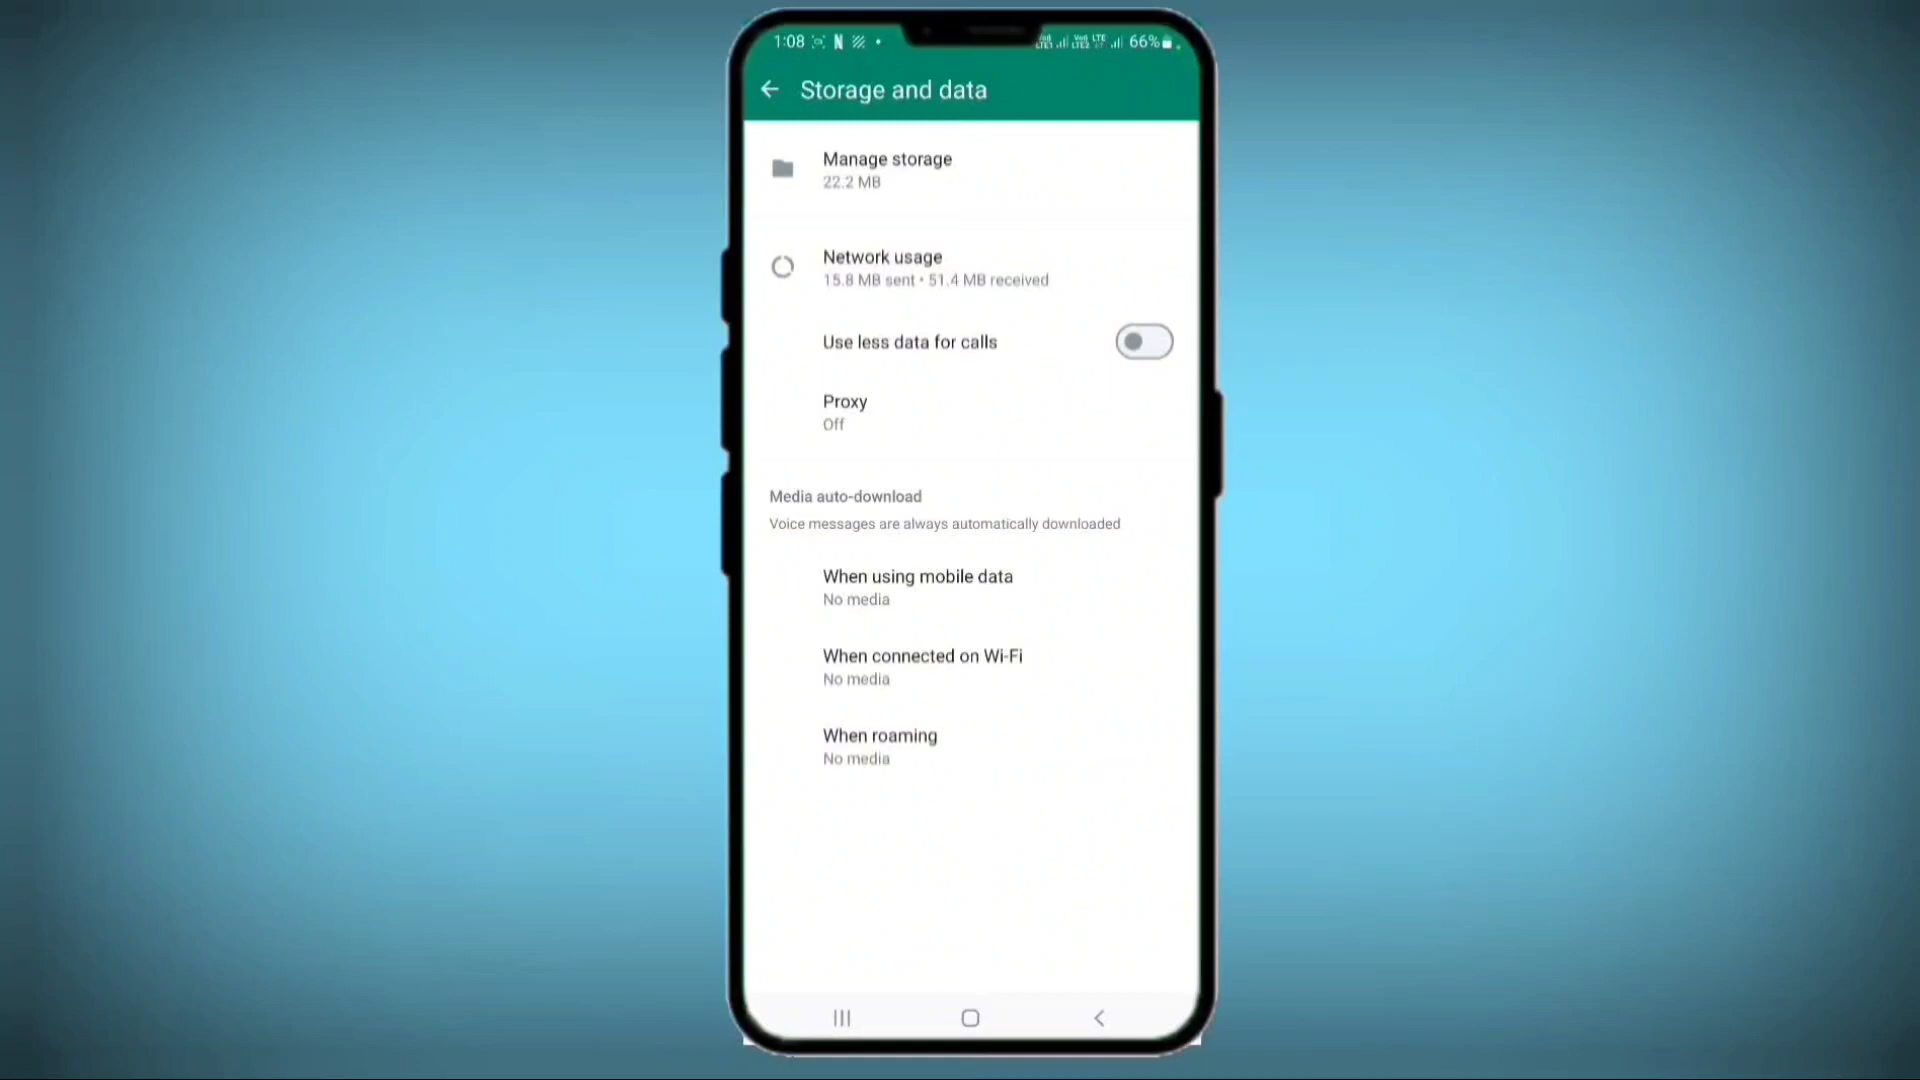 1:08 66%
Storage and data
Manage storage
22.2 MB
Network usage
15.8 MB sent • 51.4 MB received
Use less data for calls
Proxy
Off
Media auto-download
Voice messages are always automatically downloaded
When using mobile data
No media
When connected on Wi-Fi
No media
When roaming
No media